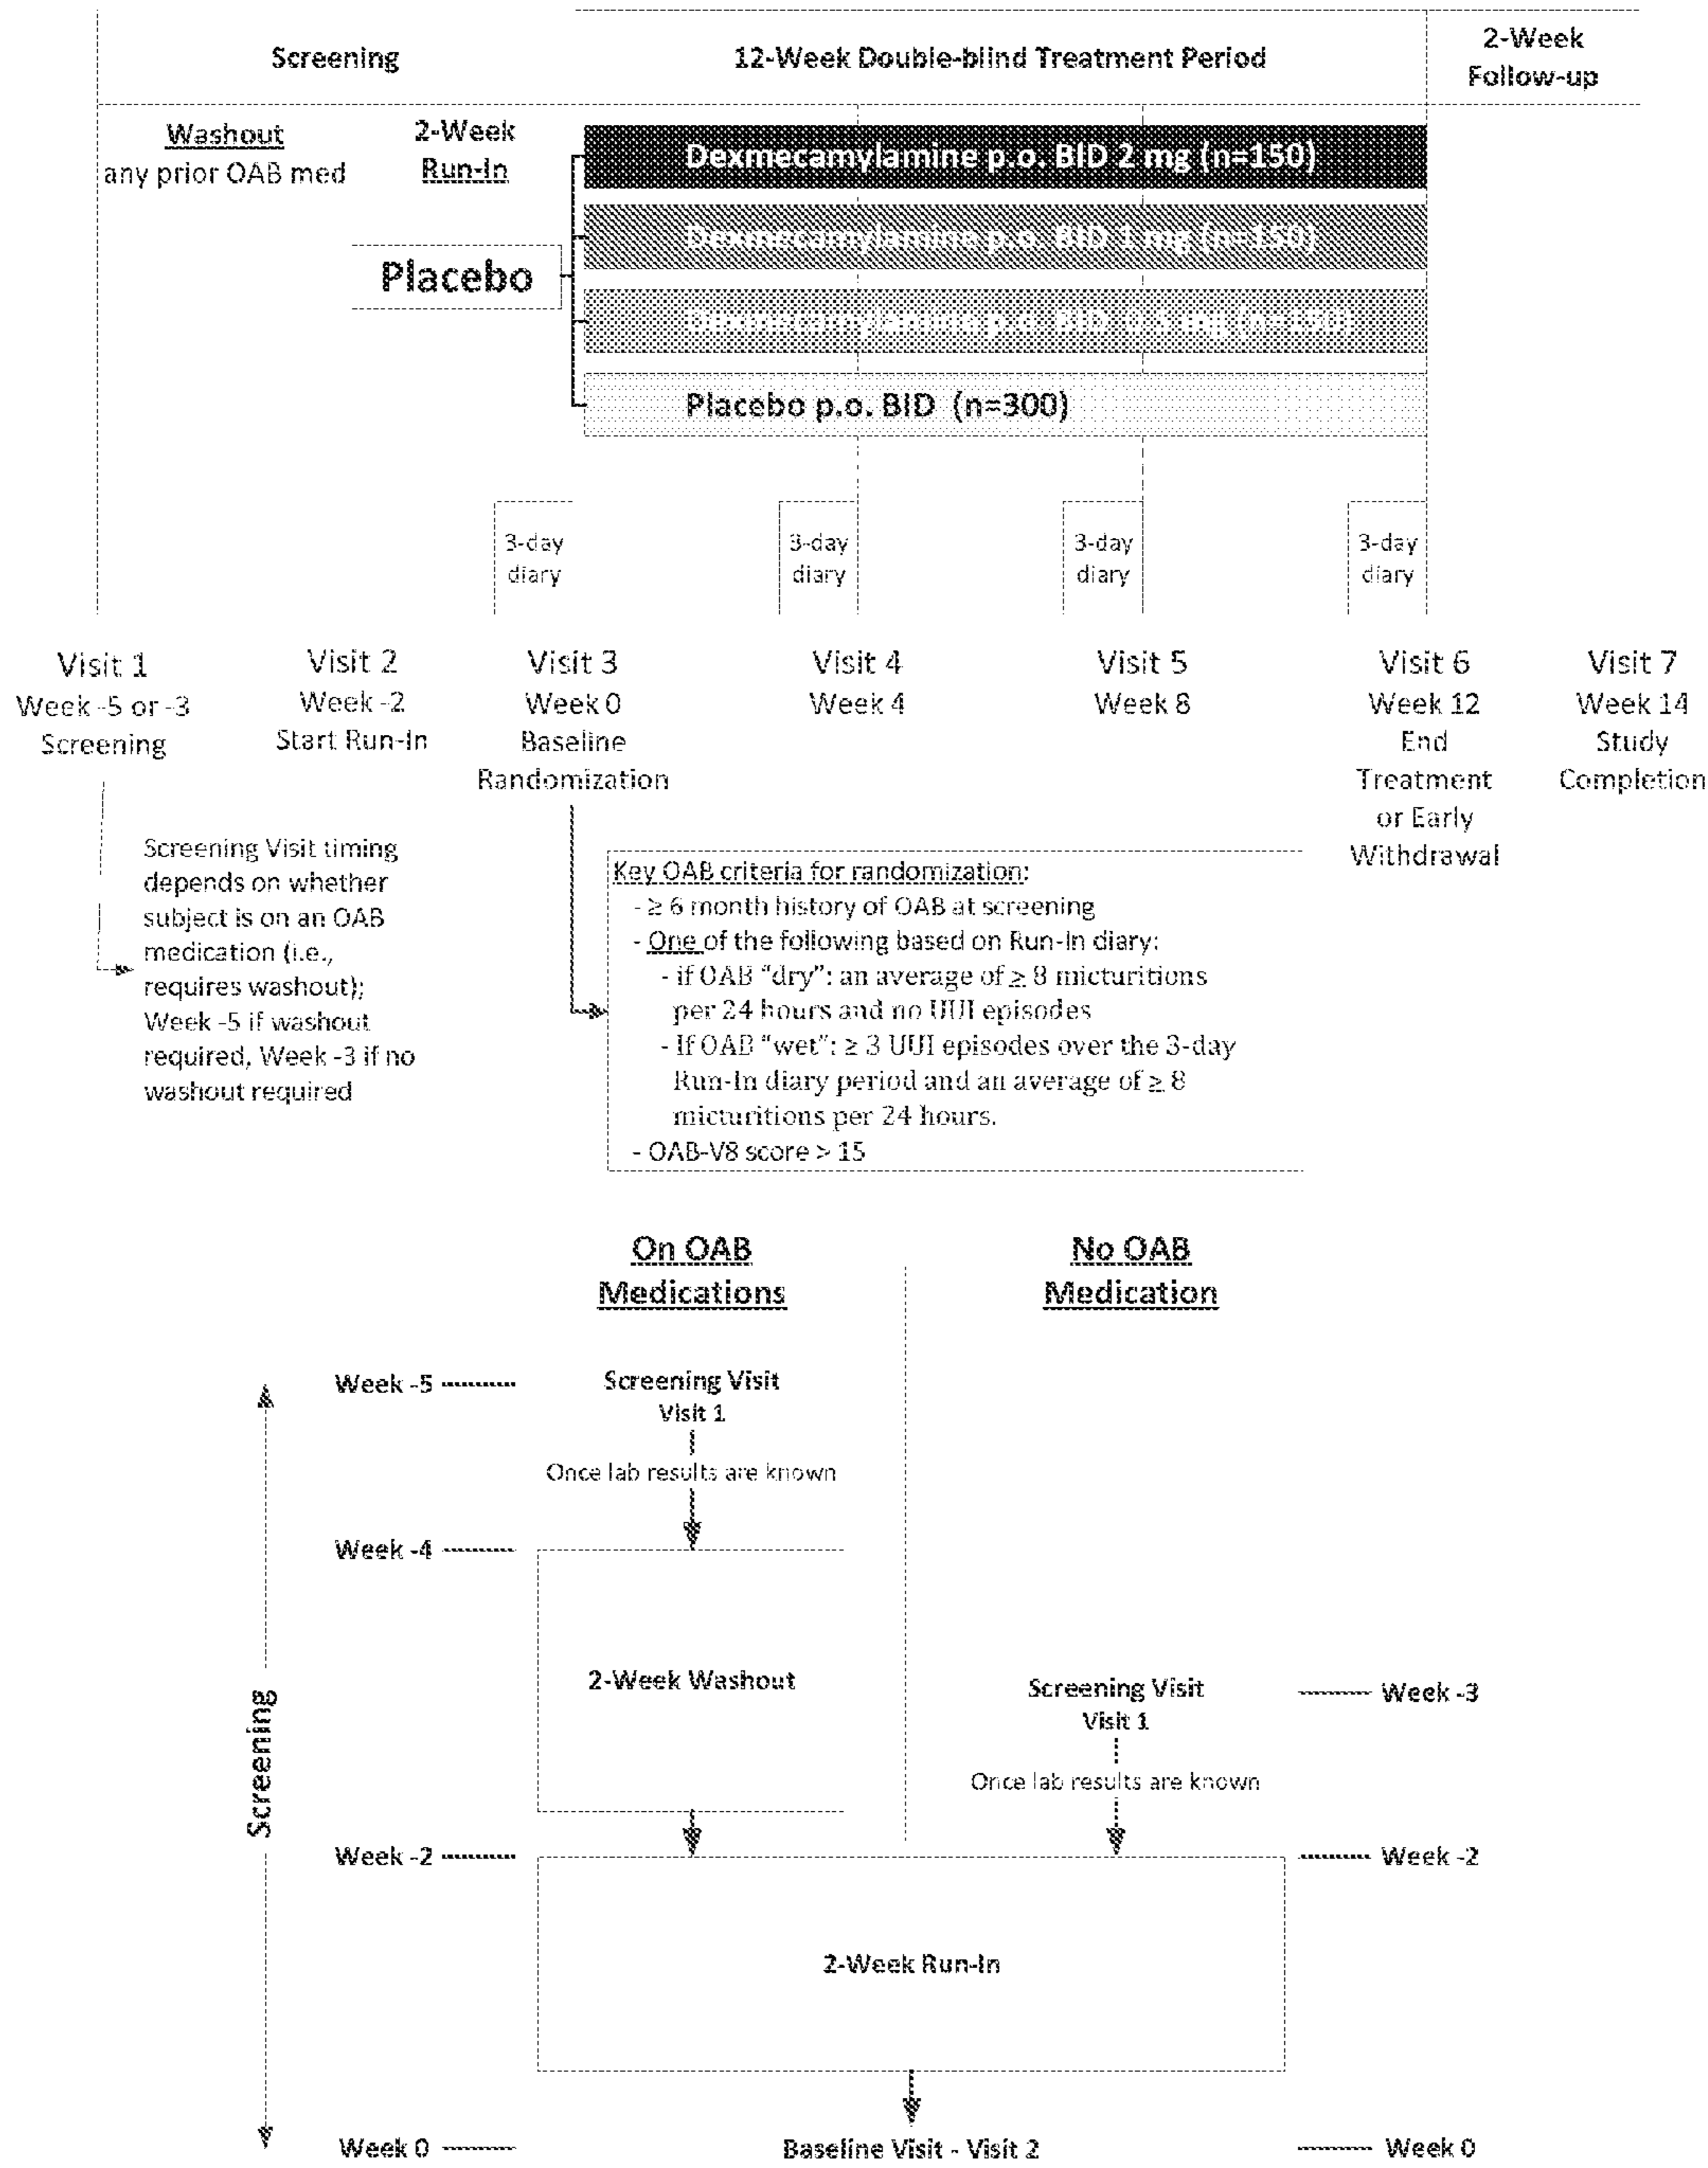 Screening
12-Week Double-blind Treatment Period
2-Week
Follow-up
Washout
any prior OAB med
2-Week
Run-In
Dexmecamylamine p.o. BID 2 mg (n=150)
Dexmecamylamine p.o. BID 1 mg (n=150)
Placebo
Dexmecamylamine p.o. BID 0.5 mg (n=150)
Placebo p.o. BID (n=300)
3-day
diary
3-day
diary
3-day
diary
3-day
diary
Visit 1
Week -5 or -3
Screening
Visit 2
Week -2
Start Run-In
Visit 3
Week 0
Baseline
Randomization
Visit 4
Week 4
Visit 5
Week 8
Visit 6
Week 12
End
Treatment
or Early
Withdrawal
Visit 7
Week 14
Study
Completion
Screening Visit timing
depends on whether
subject is on an OAB
medication (i.e.,
requires washout);
Week -5 if washout
required, Week -3 if no
washout required
Key OAB criteria for randomization:
- ≥ 6 month history of OAB at screening
- One of the following based on Run-In diary:
- if OAB "dry": an average of ≥ 8 micturitions
per 24 hours and no UUI episodes
- If OAB "wet": ≥ 3 UUI episodes over the 3-day
Run-In diary period and an average of ≥ 8
micturitions per 24 hours.
- OAB-V8 score > 15
On OAB
Medications
No OAB
Medication
Week -5
Screening Visit
Visit 1
Once lab results are known
Week -4
2-Week Washout
Screening
Screening Visit
Visit 1
Week -3
Once lab results are known
Week -2
Week -2
2-Week Run-In
Week 0
Baseline Visit - Visit 2
Week 0